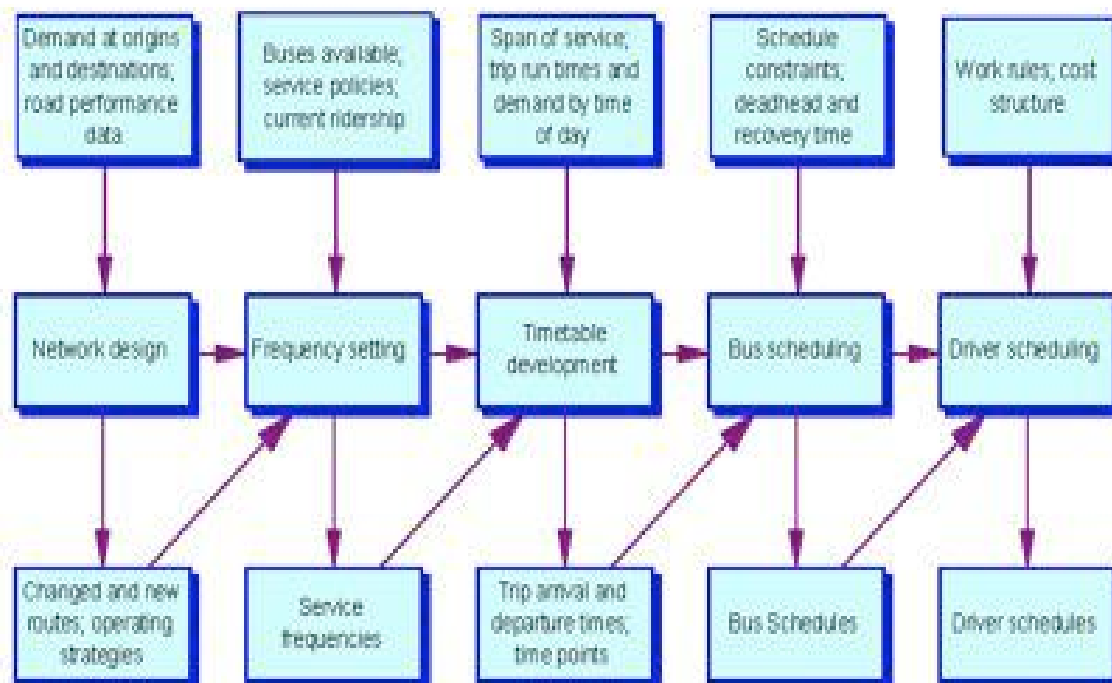 Demand at origins
and destinations;
road performance
data
Buses available;
service policies;
current ridership
Span of service;
trip run times and
demand by time
of day
Schedule
constraints;
deadhead and
recovery time
Work rules; cost
structure
Network design
Frequency setting
Timetable
development
Bus scheduling
Driver scheduling
Changed and new
routes, operating
strategies
Service
frequencies
Trip arrival and
departure times;
time points
Bus Schedules
Driver schedules